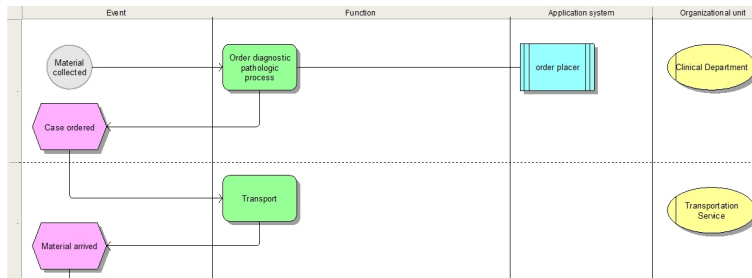 Event
Function
Application system
Organizational unit
Material
collected
Order diagnostic
pathologic
process
order placer
Clinical Department
Case ordered
Transport
Transportation
Service
Material arrived